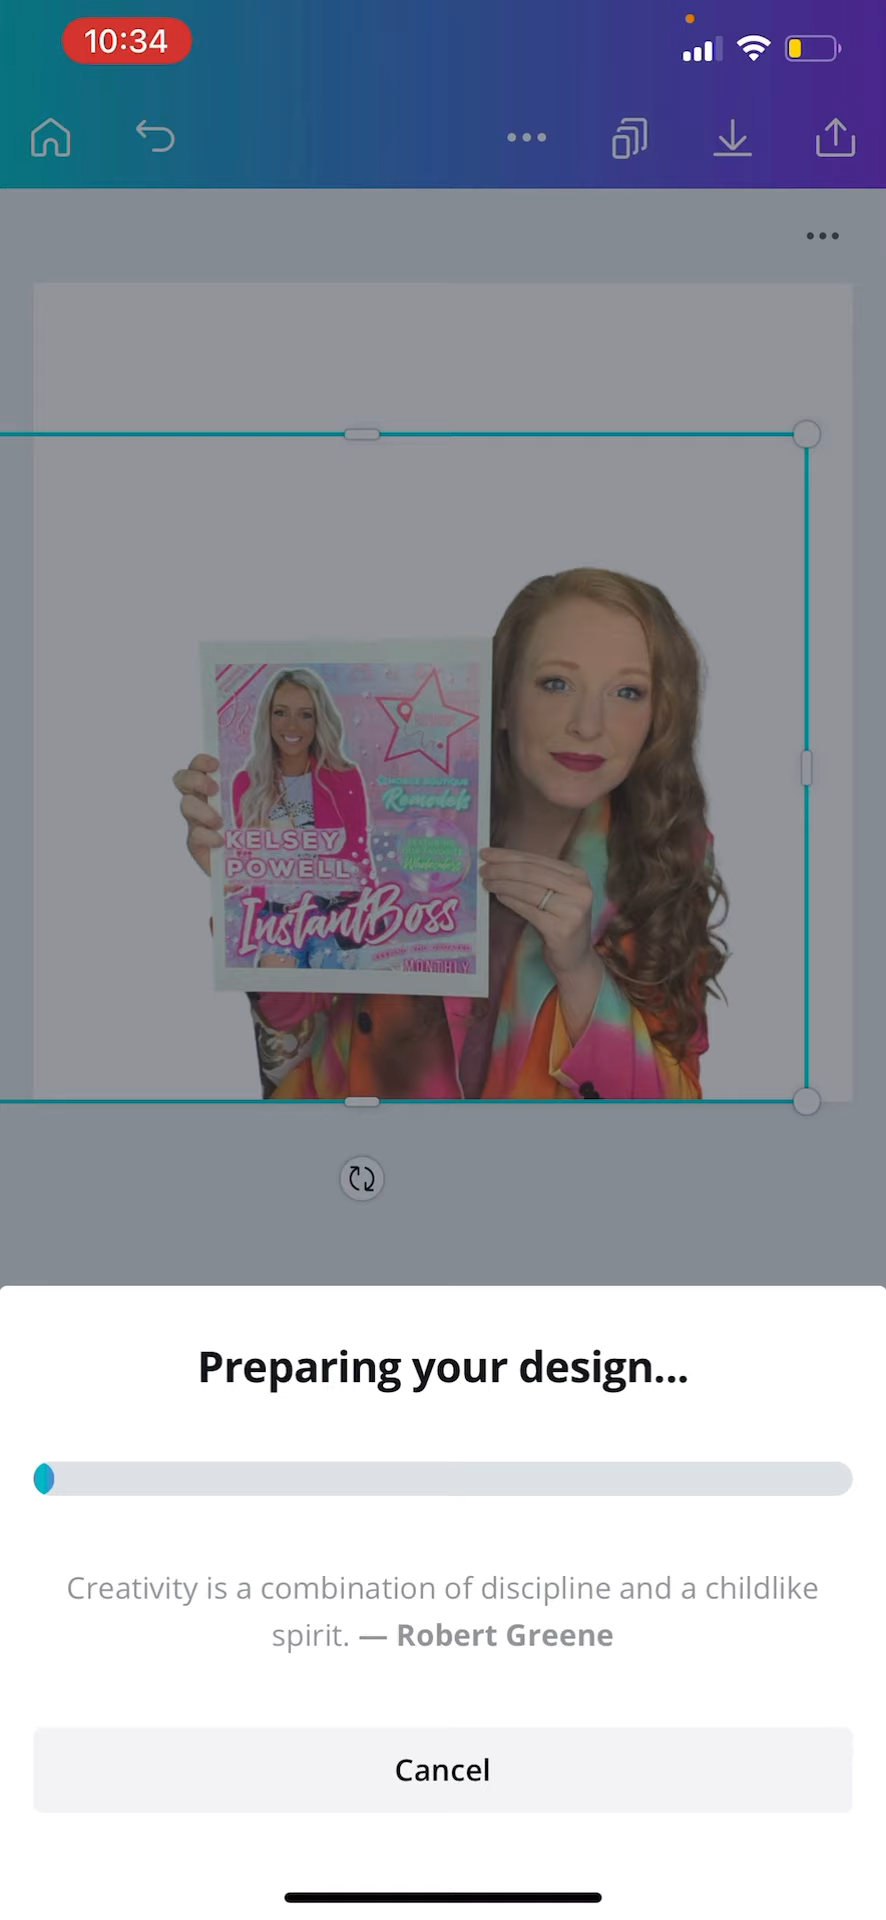 10:34
Remodels
KELSEY
POWELL
Wholesalers
InstantBoss
MONTHLY
Preparing your design...
Creativity is a combination of discipline and a childlike
spirit. — Robert Greene
Cancel